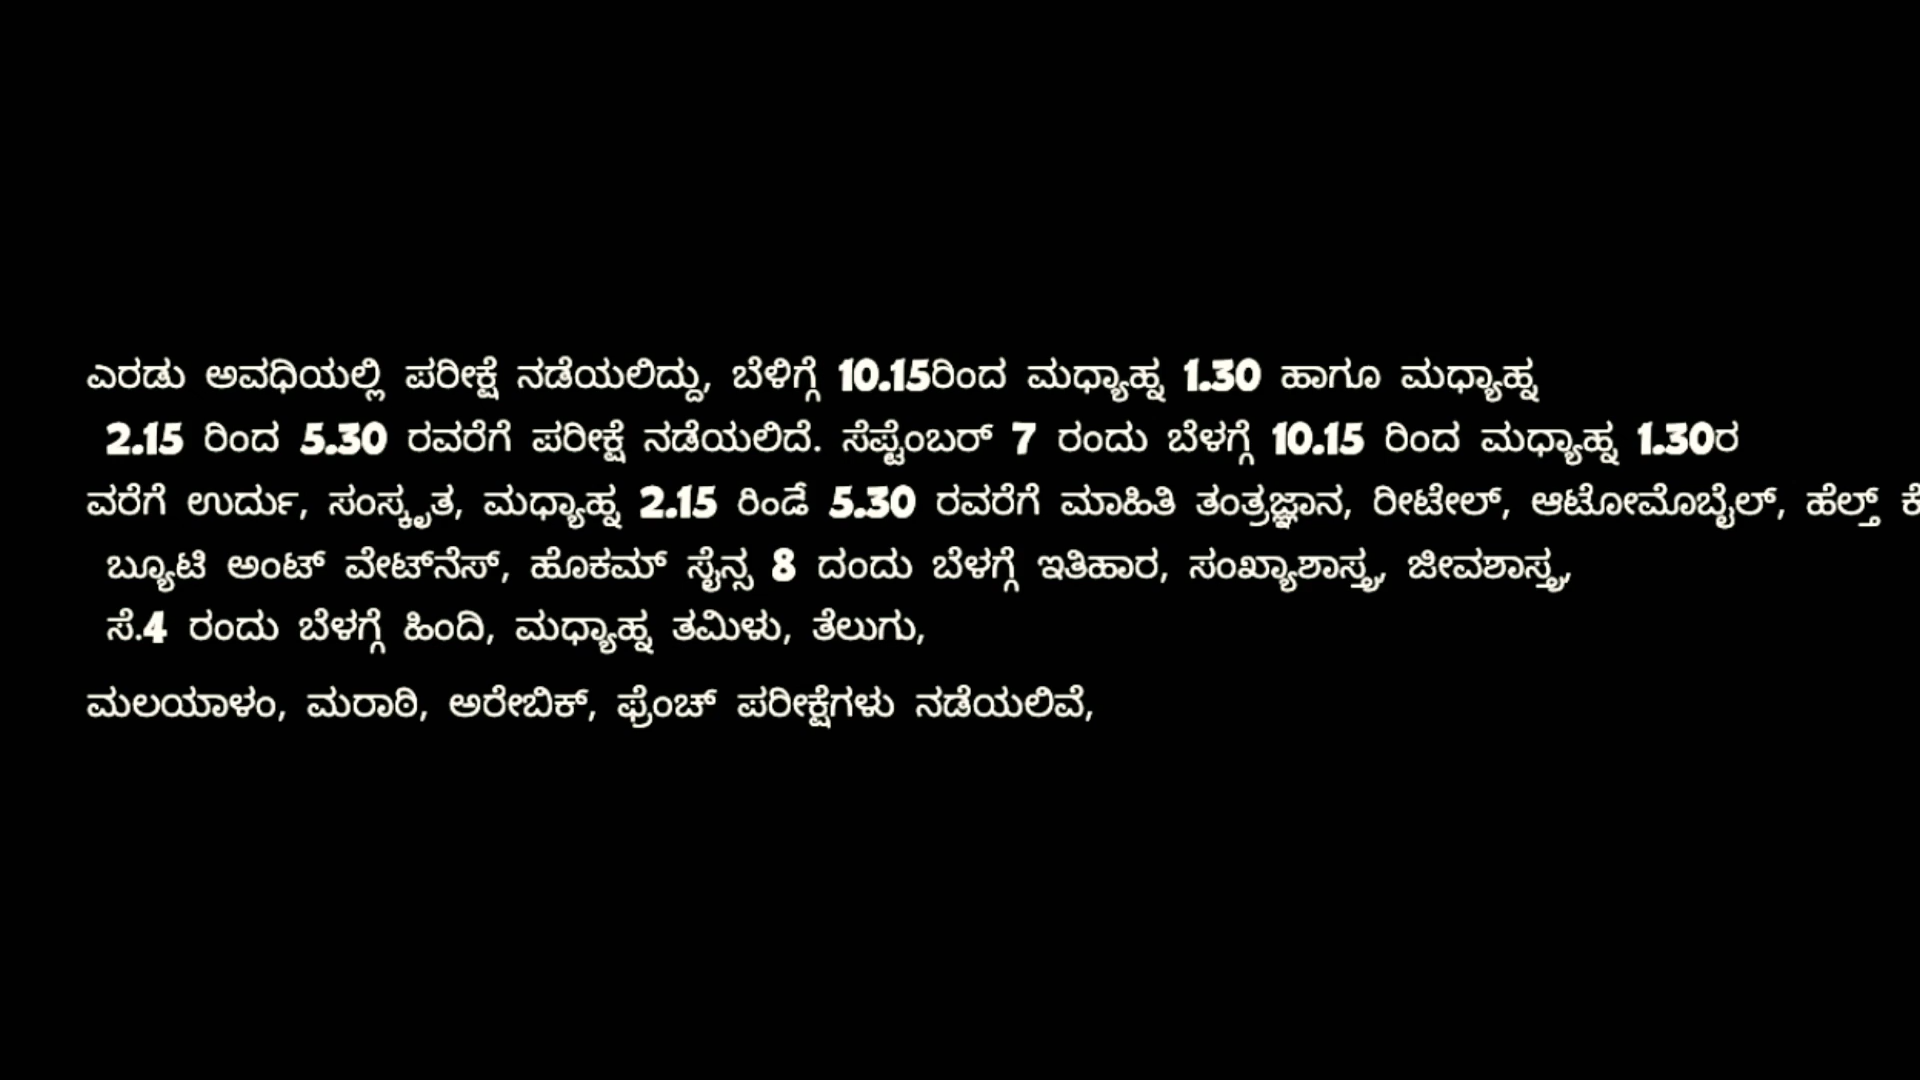 ಎರಡು ಅವಧಿಯಲ್ಲಿ ಪರೀಕ್ಷೆ ನಡೆಯಲಿದ್ದು, ಬೆಳಿಗ್ಗೆ 10.15ರಿಂದ ಮಧ್ಯಾಹ್ನ 1.30 ಹಾಗೂ ಮಧ್ಯಾಹ್ನ
2.15 ರಿಂದ 5.30 ರವರೆಗೆ ಪರೀಕ್ಷೆ ನಡೆಯಲಿದೆ. ಸೆಪ್ಟೆಂಬರ್ 7 ರಂದು ಬೆಳಗ್ಗೆ 10.15 ರಿಂದ ಮಧ್ಯಾಹ್ನ 1.30ರ
ವರೆಗೆ ಉರ್ದು, ಸಂಸ್ಕೃತ, ಮಧ್ಯಾಹ್ನ 2.15 ರಿಂಡೇ 5.30 ರವರೆಗೆ ಮಾಹಿತಿ ತಂತ್ರಜ್ಞಾನ, ರೀಟೇಲ್, ಆಟೋಮೊಬೈಲ್, ಹೆಲ್ತ್
ಬ್ಯೂಟಿ ಅಂಟ್ ವೇಟ್‌ನೆಸ್, ಹೊಕಮ್ ಸೈನ್ಸ 8 ದಂದು ಬೆಳಗ್ಗೆ ಇತಿಹಾರ, ಸಂಖ್ಯಾಶಾಸ್ತ್ರ, ಜೀವಶಾಸ್ತ್ರ,
ಸೆ.4 ರಂದು ಬೆಳಗ್ಗೆ ಹಿಂದಿ, ಮಧ್ಯಾಹ್ನ ತಮಿಳು, ತೆಲುಗು,
ಮಲಯಾಳಂ, ಮರಾಠಿ, ಅರೇಬಿಕ್, ಫ್ರೆಂಚ್ ಪರೀಕ್ಷೆಗಳು ನಡೆಯಲಿವೆ,